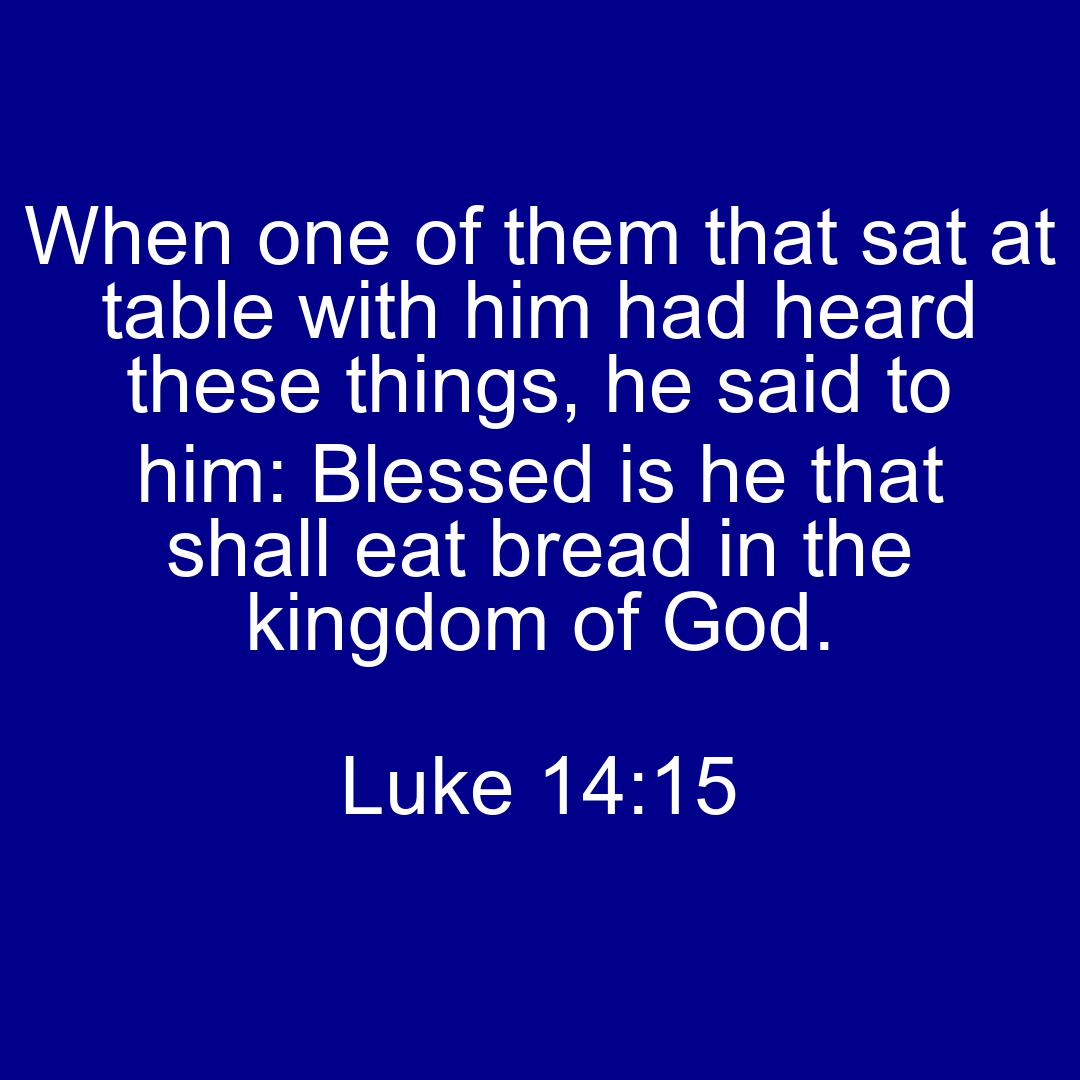 When one of them that sat at
table with him had heard
these things, he said to
him: Blessed is he that
shall eat bread in the
kingdom of God.
Luke 14:15